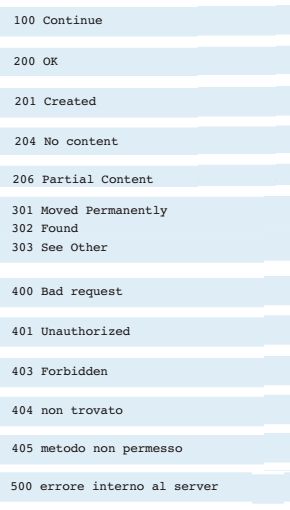 100 Continue
200 OK
201 Created
204 No content
206 Partial Content
301 Moved Permanently
302 Found
303 See Other
400 Bad request
401 Unauthorized
403 Forbidden
404 non trovato
405 metodo non permesso
500 errore interno al server